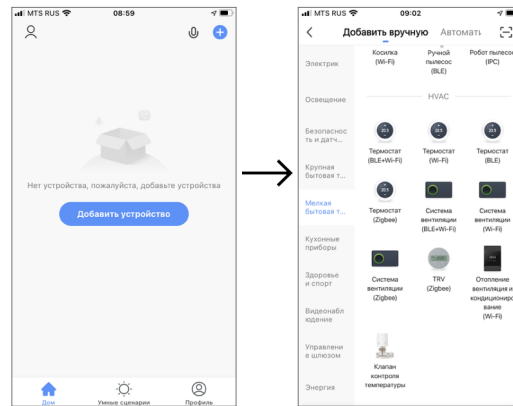 MTS RUS 08:59
Нет устройства, пожалуйста, добавьте устройства
Добавить устройство
Дом Умные сценарии Профиль
MTS RUS 09:02
Добавить вручную Автомати
Электрик
Освещение
Безопаснос
ть и датч...
Крупная
бытовая т...
Мелкая
бытовая т...
Кухонные
приборы
Здоровье
и спорт
Видеонабл
юдение
Управлени
е шлюзом
Энергия
Косилка
(Wi-Fi)
Ручной
пылесос
(BLE)
Робот пылесос
(IPC)
HVAC
Термостат
(BLE+Wi-Fi)
Термостат
(Wi-Fi)
Термостат
(BLE)
Термостат
(Zigbee)
Система
вентиляции
(BLE+Wi-Fi)
Система
вентиляции
(Wi-Fi)
Система
вентиляции
(Zigbee)
TRV
(Zigbee)
Отопление
вентиляция и
кондициониро
вание
(Wi-Fi)
Клапан
контроля
температуры